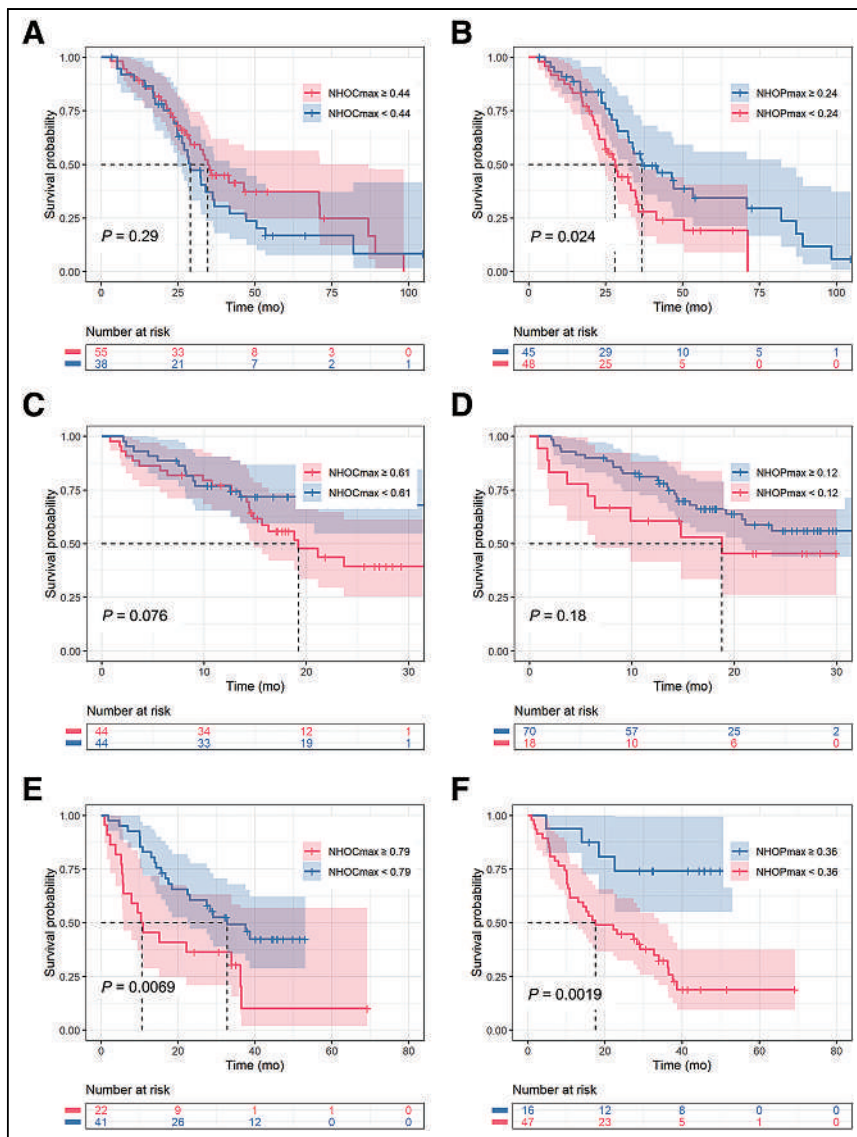 A
Survival probability
1.00
0.75
0.50
0.25
0.00
NHOCmax ≥ 0.44
NHOCmax < 0.44
P = 0.29
0 25 50 75 100
Time (mo)
Number at risk
55 33 8 3 0
38 21 7 2 1
B
Survival probability
1.00
0.75
0.50
0.25
0.00
NHOPmax ≥ 0.24
NHOPmax < 0.24
P = 0.024
0 25 50 75 100
Time (mo)
Number at risk
45 29 10 5 1
48 25 5 0 0
C
Survival probability
1.00
0.75
0.50
0.25
0.00
NHOCmax ≥ 0.61
NHOCmax < 0.61
P = 0.076
0 10 20 30
Time (mo)
Number at risk
44 34 12 1
44 33 19 1
D
Survival probability
1.00
0.75
0.50
0.25
0.00
NHOPmax ≥ 0.12
NHOPmax < 0.12
P = 0.18
0 10 20 30
Time (mo)
Number at risk
70 57 25 2
18 10 6 0
E
Survival probability
1.00
0.75
0.50
0.25
0.00
NHOCmax ≥ 0.79
NHOCmax < 0.79
P = 0.0069
0 20 40 60 80
Time (mo)
Number at risk
22 9 1 1 0
41 26 12 0 0
F
Survival probability
1.00
0.75
0.50
0.25
0.00
NHOPmax ≥ 0.36
NHOPmax < 0.36
P = 0.0019
0 20 40 60 80
Time (mo)
Number at risk
16 12 8 0 0
47 23 5 1 0